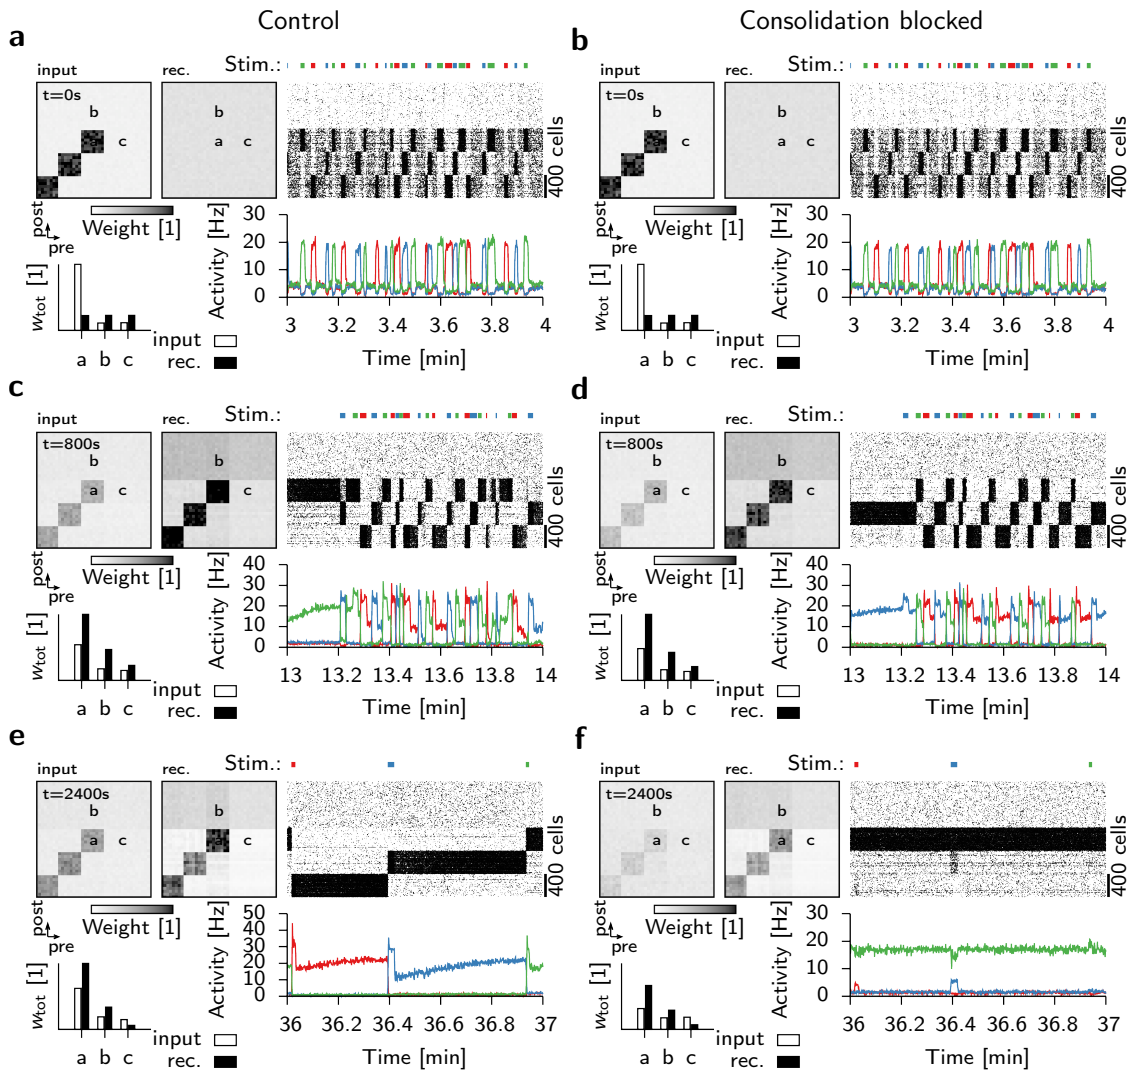 Control
Consolidation blocked
a
input
rec.
Stim.:
t=0s
b
a
c
b
a
c
400 cells
post
pre
Weight [1]
Activity [Hz]
30
20
10
0
3
3.2
3.4
3.6
3.8
4
Time [min]
wtot [1]
a
b
c
input
rec.
b
input
rec.
Stim.:
t=0s
b
a
c
b
a
c
400 cells
post
pre
Weight [1]
Activity [Hz]
30
20
10
0
3
3.2
3.4
3.6
3.8
4
Time [min]
wtot [1]
a
b
c
input
rec.
c
input
rec.
Stim.:
t=800s
b
a
c
b
a
c
400 cells
post
pre
Weight [1]
Activity [Hz]
40
30
20
10
0
13
13.2
13.4
13.6
13.8
14
Time [min]
wtot [1]
a
b
c
input
rec.
d
input
rec.
Stim.:
t=800s
b
a
c
b
a
c
400 cells
post
pre
Weight [1]
Activity [Hz]
40
30
20
10
0
13
13.2
13.4
13.6
13.8
14
Time [min]
wtot [1]
a
b
c
input
rec.
e
input
rec.
Stim.:
t=2400s
b
a
c
b
a
c
400 cells
post
pre
Weight [1]
Activity [Hz]
50
40
30
20
10
0
36
36.2
36.4
36.6
36.8
37
Time [min]
wtot [1]
a
b
c
input
rec.
f
input
rec.
Stim.:
t=2400s
b
a
c
b
a
c
400 cells
post
pre
Weight [1]
Activity [Hz]
30
20
10
0
36
36.2
36.4
36.6
36.8
37
Time [min]
wtot [1]
a
b
c
input
rec.